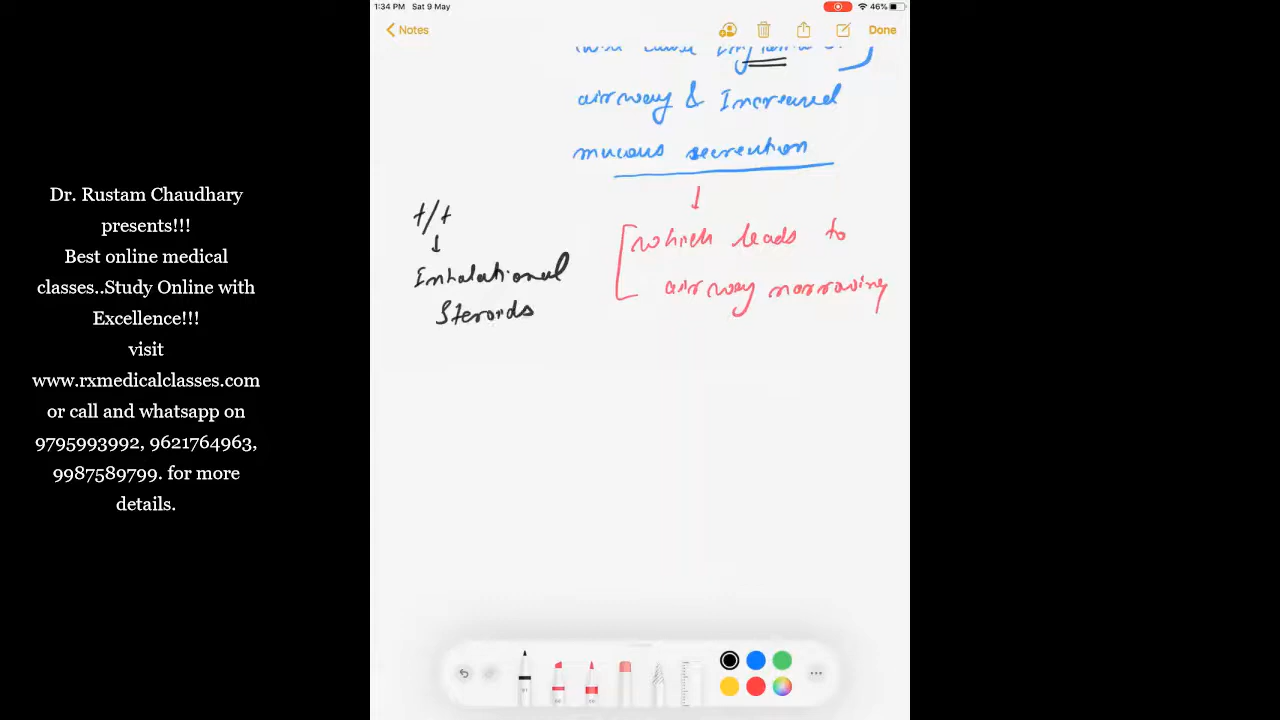 1:34 PM Sat 9 May
46%
Notes
Done
airway & Increased
mucous secreution
t/t
↓
Inhalational
Steroids
↓
which leads to
airway narrowing
Dr. Rustam Chaudhary
presents!!!
Best online medical
classes..Study Online with
Excellence!!!
visit
www.rxmedicalclasses.com
or call and whatsapp on
9795993992, 9621764963,
9987589799. for more
details.